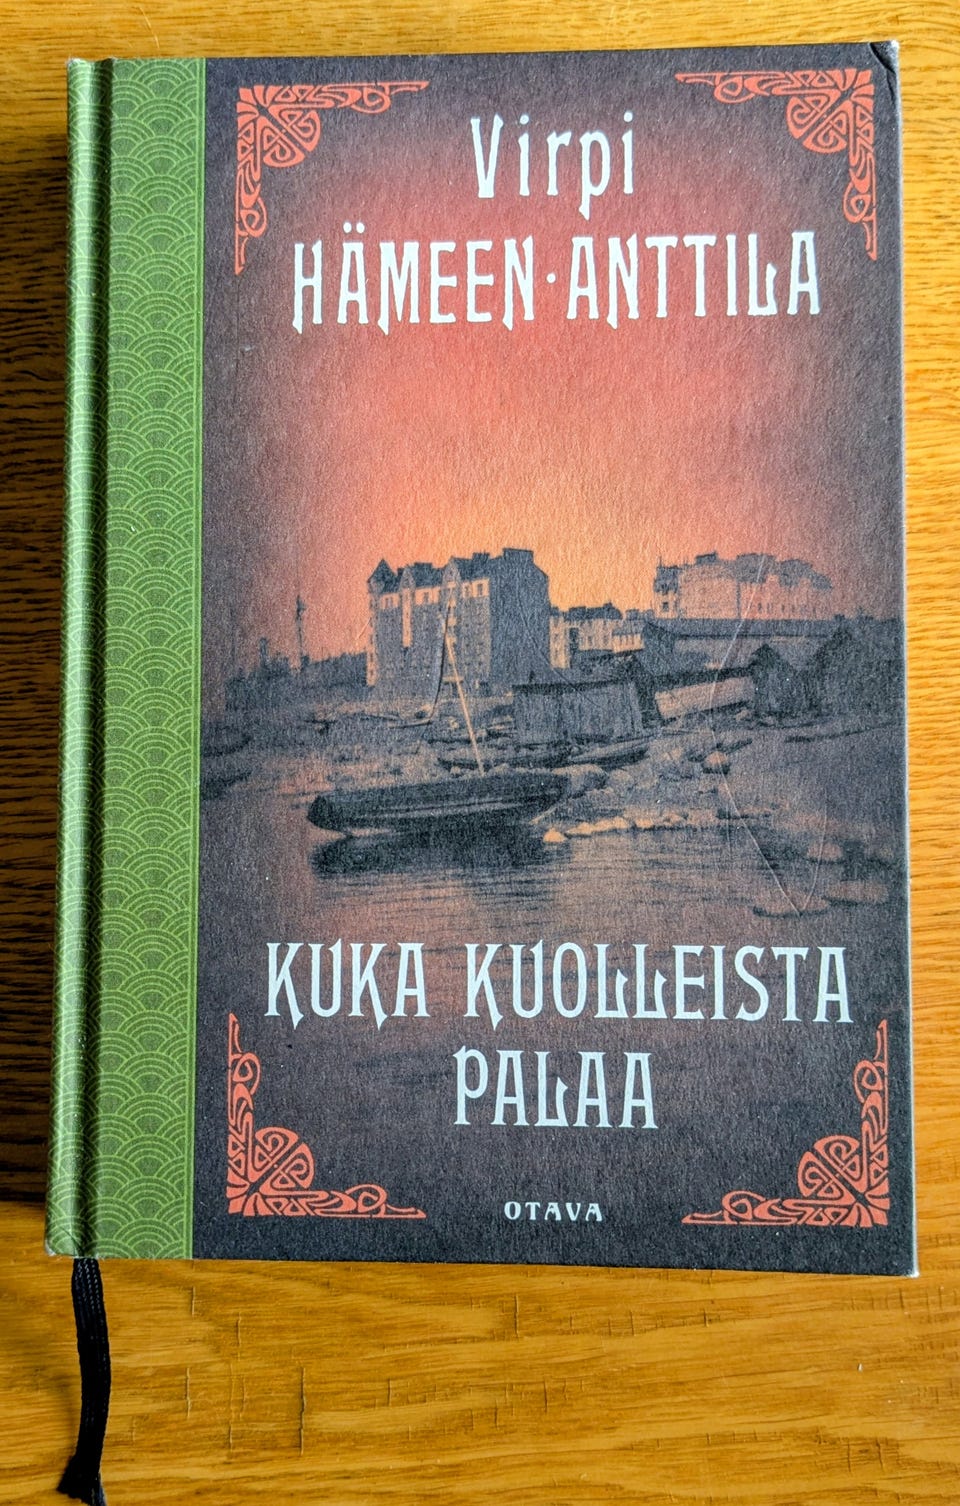 Virpi
HÄMEEN·ANTTILA
KUKA KUOLLEISTA
PALAA
OTAVA